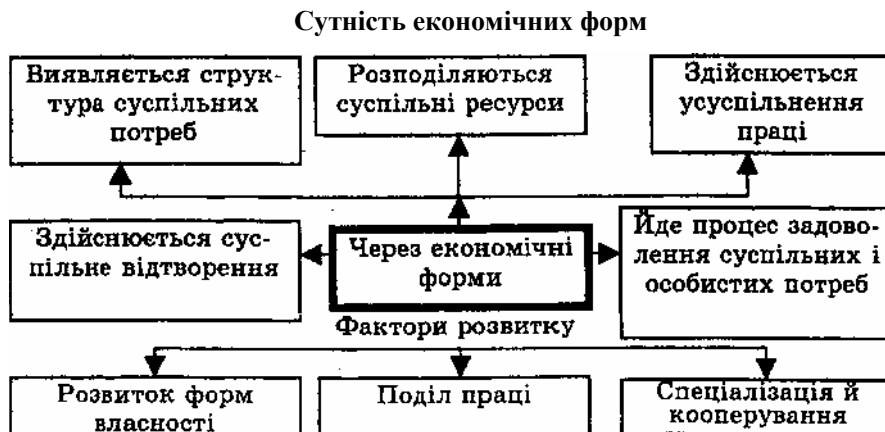 Сутність економічних форм
Виявляється струк-
тура суспільних
потреб
Розподіляються
суспільні ресурси
Здійснюється
усуспільнення
праці
Здійснюється сус-
пільне відтворення
Через економічні
форми
Йде процес задово-
лення суспільних і
особистих потреб
Фактори розвитку
Розвиток форм
власності
Поділ праці
Спеціалізація й
кооперування